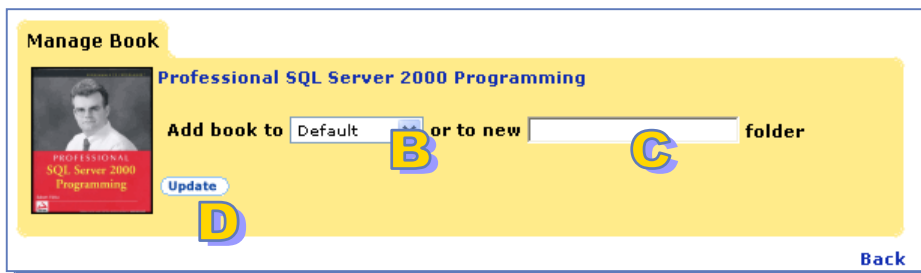 Manage Book
Professional SQL Server 2000 Programming
Add book to Default or to new folder
B
C
PROFESSIONAL
SQL Server 2000
Programming
Update
D
Back